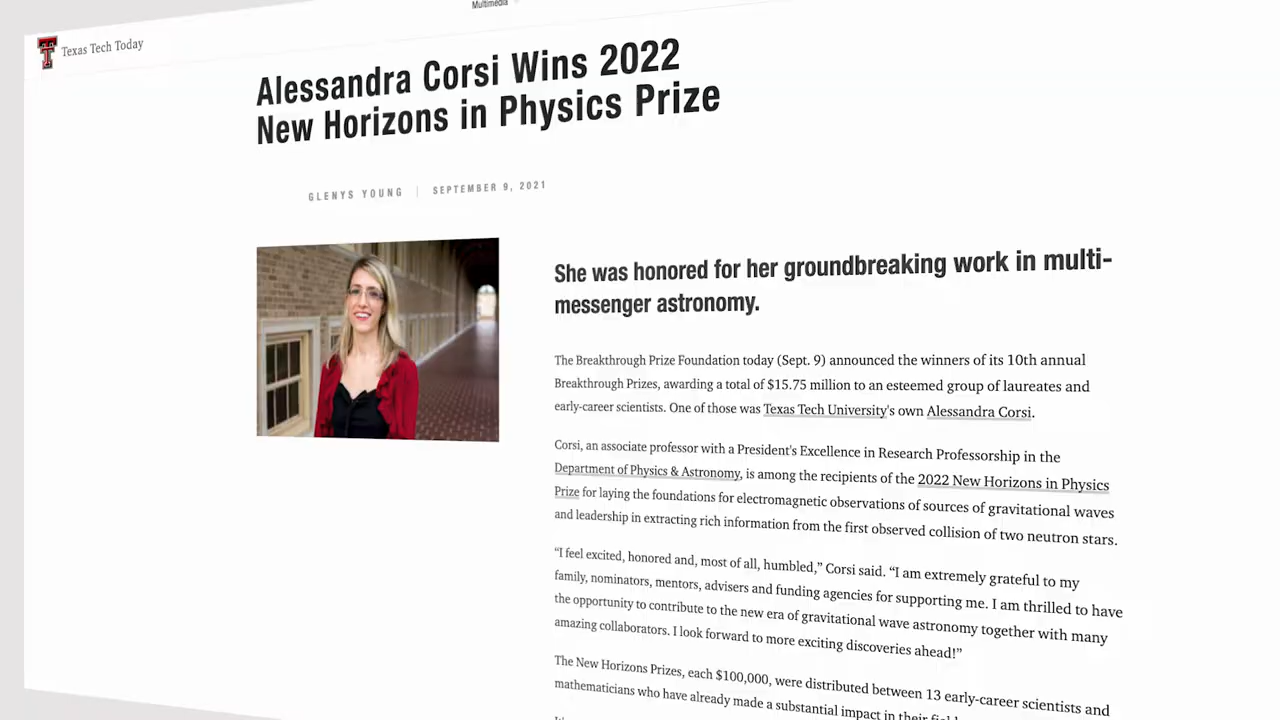 Multimedia
Texas Tech Today
Alessandra Corsi Wins 2022
New Horizons in Physics Prize
GLENYS YOUNG | SEPTEMBER 9, 2021
She was honored for her groundbreaking work in multi-
messenger astronomy.
The Breakthrough Prize Foundation today (Sept. 9) announced the winners of its 10th annual
Breakthrough Prizes, awarding a total of $15.75 million to an esteemed group of laureates and
early-career scientists. One of those was Texas Tech University's own Alessandra Corsi.
Corsi, an associate professor with a President's Excellence in Research Professorship in the
Department of Physics & Astronomy, is among the recipients of the 2022 New Horizons in Physics
Prize for laying the foundations for electromagnetic observations of sources of gravitational waves
and leadership in extracting rich information from the first observed collision of two neutron stars.
“I feel excited, honored and, most of all, humbled,” Corsi said. “I am extremely grateful to my
family, nominators, mentors, advisers and funding agencies for supporting me. I am thrilled to have
the opportunity to contribute to the new era of gravitational wave astronomy together with many
amazing collaborators. I look forward to more exciting discoveries ahead!”
The New Horizons Prizes, each $100,000, were distributed between 13 early-career scientists and
mathematicians who have already made a substantial impact in their